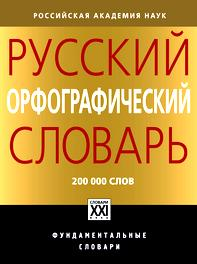 РОССИЙСКАЯ АКАДЕМИЯ НАУК
РУССКИЙ
ОРФОГРАФИЧЕСКИЙ
СЛОВАРЬ
200 000 СЛОВ
СЛОВАРИ
XXI
ВЕКА
ФУНДАМЕНТАЛЬНЫЕ
СЛОВАРИ